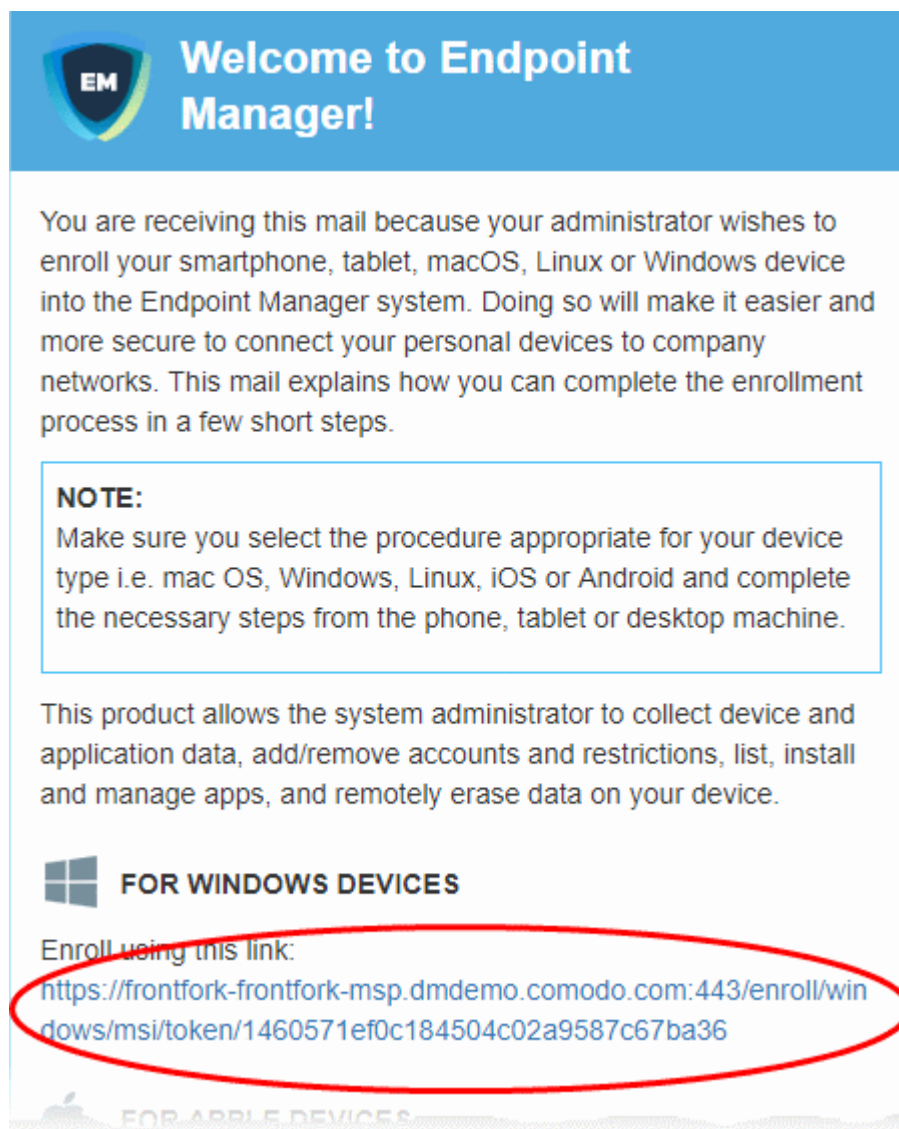 EM
Welcome to Endpoint
Manager!
You are receiving this mail because your administrator wishes to
enroll your smartphone, tablet, macOS, Linux or Windows device
into the Endpoint Manager system. Doing so will make it easier and
more secure to connect your personal devices to company
networks. This mail explains how you can complete the enrollment
process in a few short steps.
NOTE:
Make sure you select the procedure appropriate for your device
type i.e. mac OS, Windows, Linux, iOS or Android and complete
the necessary steps from the phone, tablet or desktop machine.
This product allows the system administrator to collect device and
application data, add/remove accounts and restrictions, list, install
and manage apps, and remotely erase data on your device.
FOR WINDOWS DEVICES
Enroll using this link:
https://frontfork-frontfork-msp.dmdemo.comodo.com:443/enroll/win
dows/msi/token/1460571ef0c184504c02a9587c67ba36
FOR APPLE DEVICES